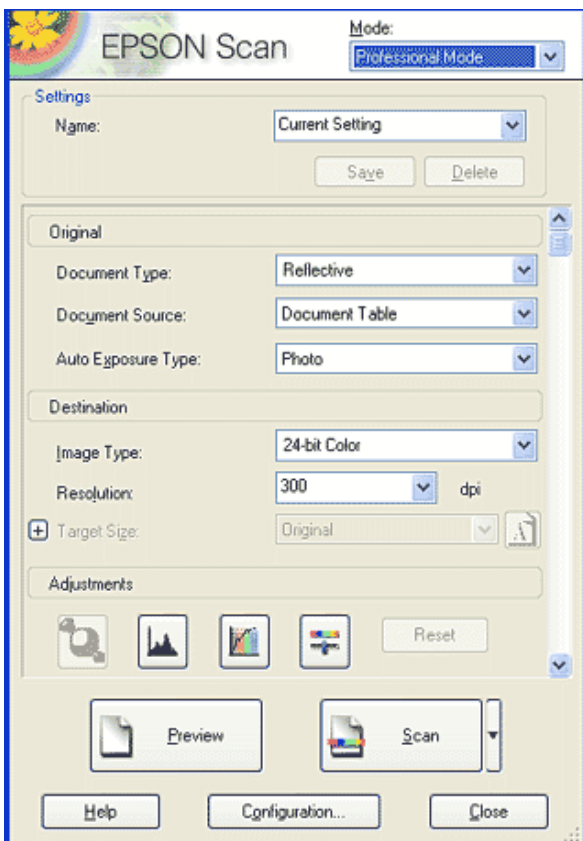 EPSON Scan
Mode:
Professional Mode
Settings
Name: Current Setting
Save Delete
Original
Document Type: Reflective
Document Source: Document Table
Auto Exposure Type: Photo
Destination
Image Type: 24-bit Color
Resolution: 300 dpi
Target Size: Original
Adjustments
Reset
Preview Scan
Help Configuration... Close